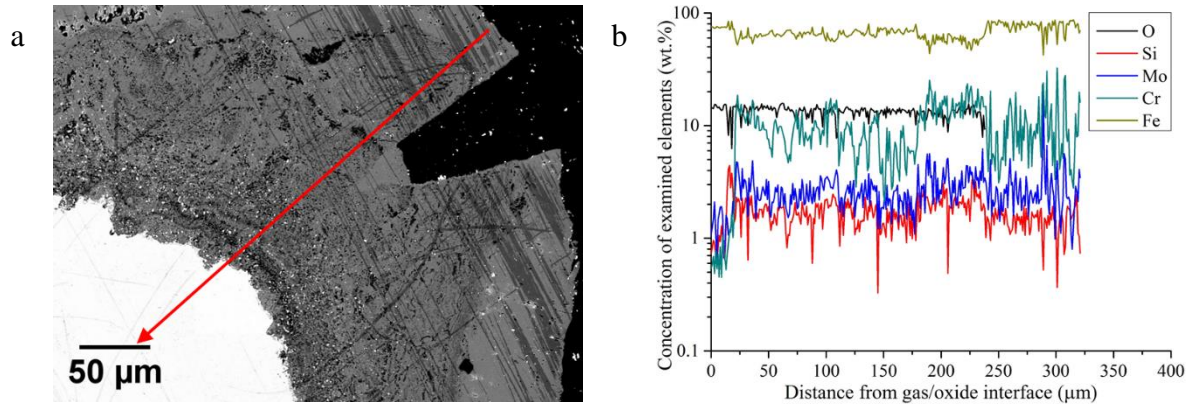 a
50 µm
b
Concentration of examined elements (wt.%)
100
10
1
0.1
O
Si
Mo
Cr
Fe
0 50 100 150 200 250 300 350 400
Distance from gas/oxide interface (µm)